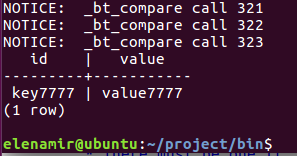 NOTICE:  _bt_compare call 321
NOTICE:  _bt_compare call 322
NOTICE:  _bt_compare call 323
   id    |   value
---------+-----------
 key7777 | value7777
(1 row)
elenamir@ubuntu:~/project/bin$